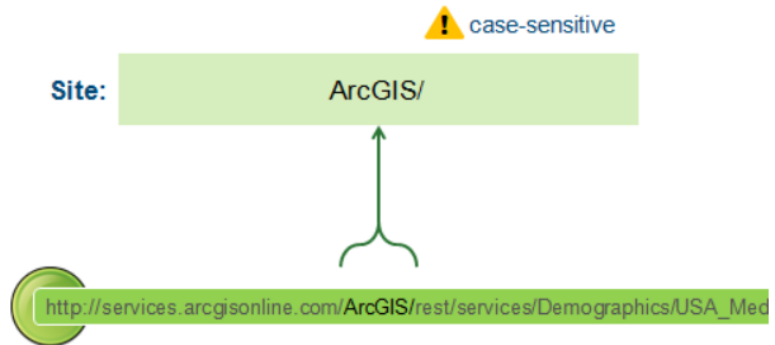 case-sensitive
Site: ArcGIS/
http://services.arcgisonline.com/ArcGIS/rest/services/Demographics/USA_Med